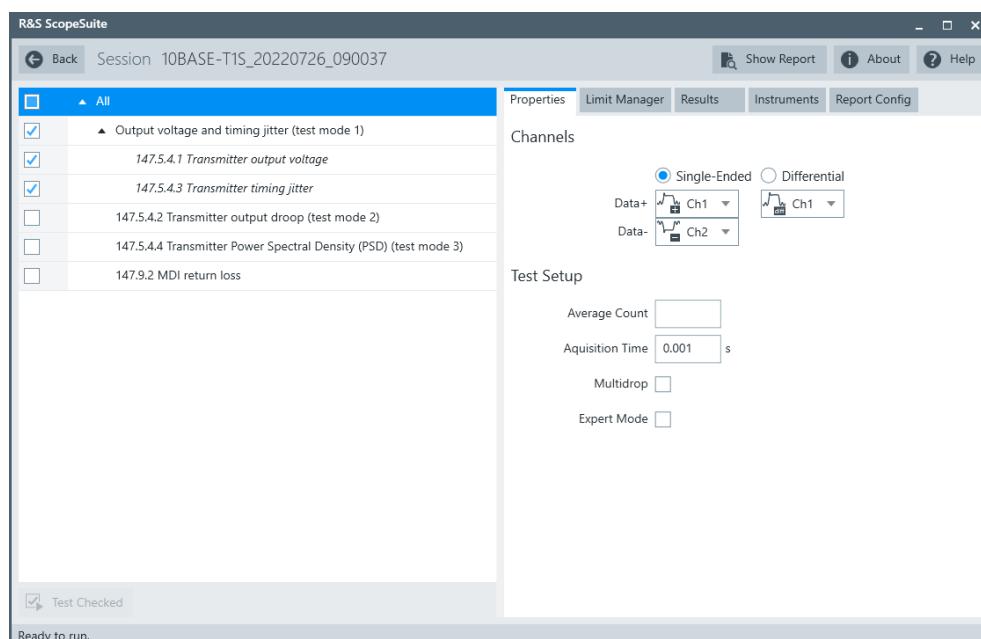 R&S ScopeSuite
Back Session 10BASE-T1S_20220726_090037 Show Report About Help
All
Output voltage and timing jitter (test mode 1)
147.5.4.1 Transmitter output voltage
147.5.4.3 Transmitter timing jitter
147.5.4.2 Transmitter output droop (test mode 2)
147.5.4.4 Transmitter Power Spectral Density (PSD) (test mode 3)
147.9.2 MDI return loss
Test Checked
Properties Limit Manager Results Instruments Report Config
Channels
Single-Ended Differential
Data+ Ch1 diff Ch1
Data- Ch2
Test Setup
Average Count
Aquisition Time 0.001 s
Multidrop
Expert Mode
Ready to run.